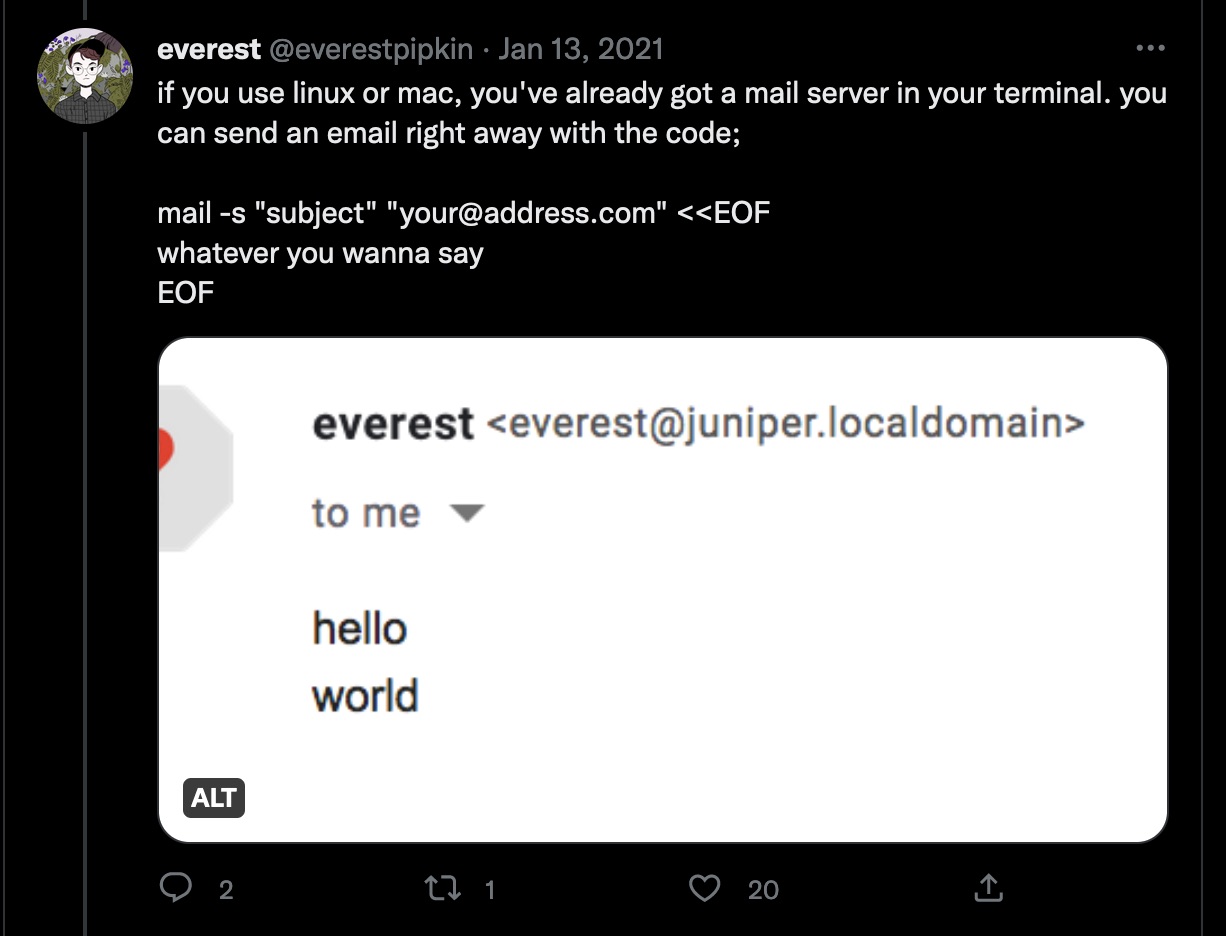 everest @everestpipkin · Jan 13, 2021
if you use linux or mac, you've already got a mail server in your terminal. you
can send an email right away with the code;
mail -s "subject" "your@address.com" <<EOF
whatever you wanna say
EOF
everest <everest@juniper.localdomain>
to me
hello
world
ALT
2 1 20